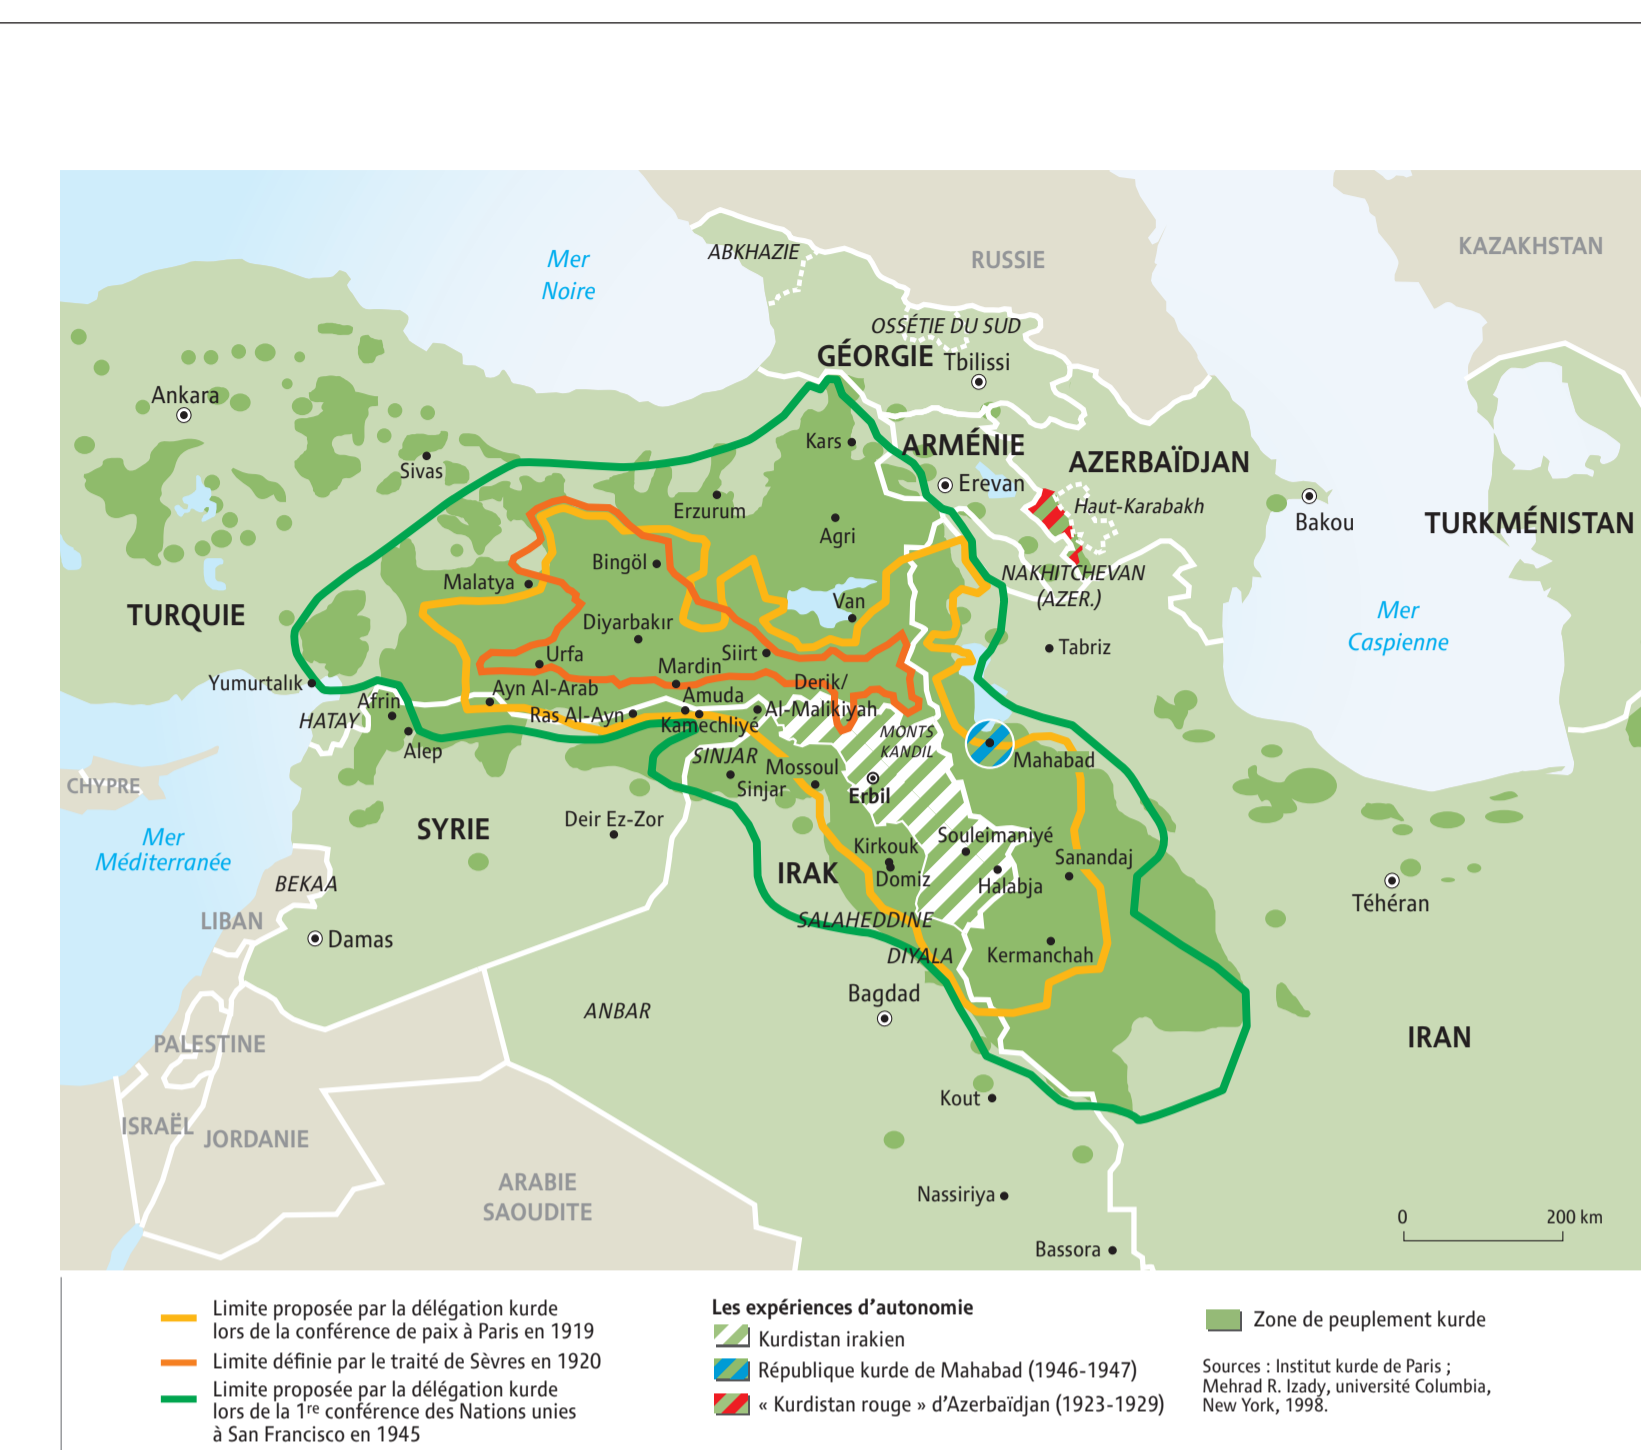 ABKHAZIE
RUSSIE
KAZAKHSTAN
Mer
Noire
OSSÉTIE DU SUD
GÉORGIE
Tbilissi
Ankara
Kars
ARMÉNIE
AZERBAÏDJAN
Sivas
Erevan
Erzurum
Haut-Karabakh
Bakou
TURKMÉNISTAN
Agri
Bingöl
Malatya
NAKHITCHEVAN
(AZER.)
TURQUIE
Van
Mer
Caspienne
Diyarbakır
Urfa
Siirt
Tabriz
Mardin
Yumurtalık
Ayn Al-Arab
Derik/
Al-Malikiyah
Afrin
Amuda
HATAY
Ras Al-Ayn
Kamechliyé
MONTS
KANDIL
Alep
SINJAR
Mossoul
Mahabad
CHYPRE
Sinjar
Erbil
Mer
Méditerranée
SYRIE
Deir Ez-Zor
Souleimaniyé
Kirkouk
Sanandaj
IRAK
Domiz
Halabja
BEKAA
Téhéran
LIBAN
SALAHEDDINE
Damas
DIYALA
Kermanchah
Bagdad
ANBAR
IRAN
PALESTINE
Kout
ISRAËL
JORDANIE
ARABIE
SAOUDITE
Nassiriya
Bassora
0 200 km
Limite proposée par la délégation kurde
lors de la conférence de paix à Paris en 1919
Limite définie par le traité de Sèvres en 1920
Limite proposée par la délégation kurde
lors de la 1re conférence des Nations unies
à San Francisco en 1945
Les expériences d’autonomie
Kurdistan irakien
République kurde de Mahabad (1946-1947)
« Kurdistan rouge » d’Azerbaïdjan (1923-1929)
Zone de peuplement kurde
Sources : Institut kurde de Paris ;
Mehrad R. Izady, université Columbia,
New York, 1998.